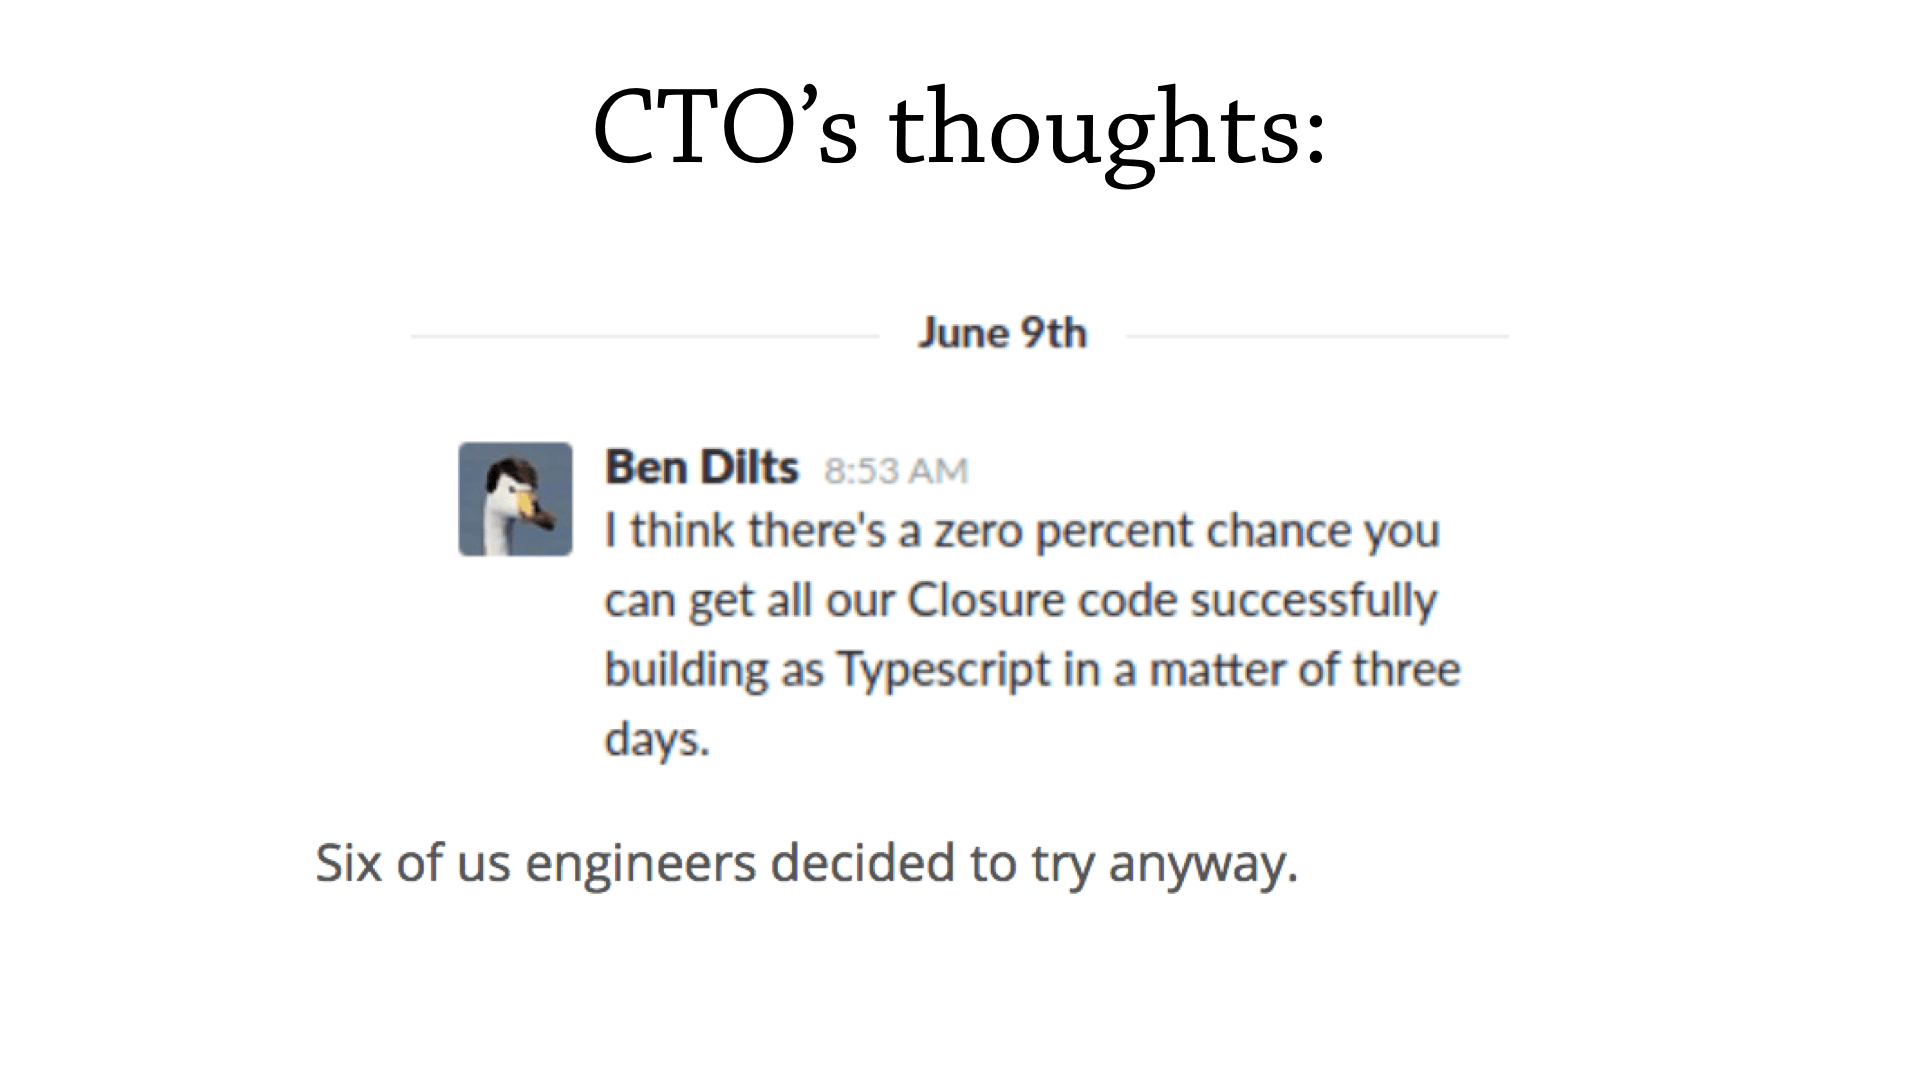 CTO’s thoughts:
June 9th
Ben Dilts 8:53 AM
I think there's a zero percent chance you
can get all our Closure code successfully
building as Typescript in a matter of three
days.
Six of us engineers decided to try anyway.